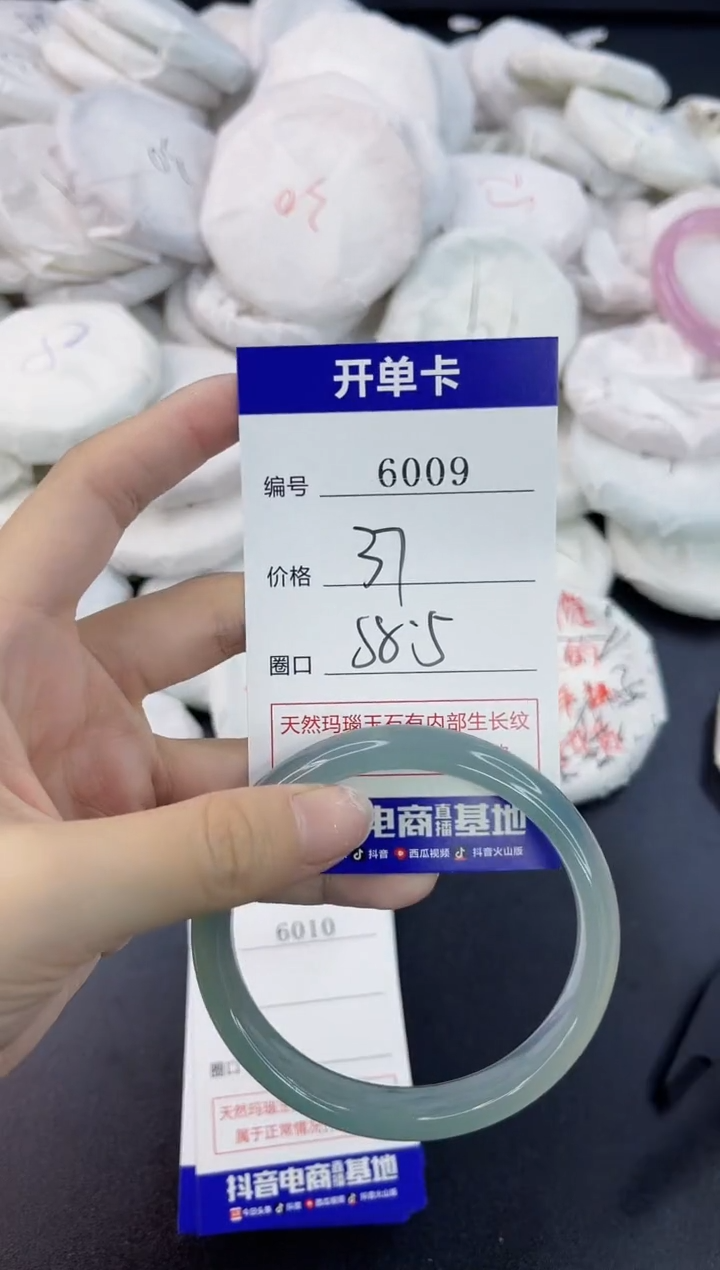 30
开单卡
编号 6009
价格 37
圈口 58.5
天然玛瑙玉石有内部生长纹
电商直播基地
抖音 西瓜视频 抖音火山版
6010
圈口
天然玛瑙
属于正常情况
抖音电商直播基地
今日头条 抖音 西瓜视频 抖音火山版